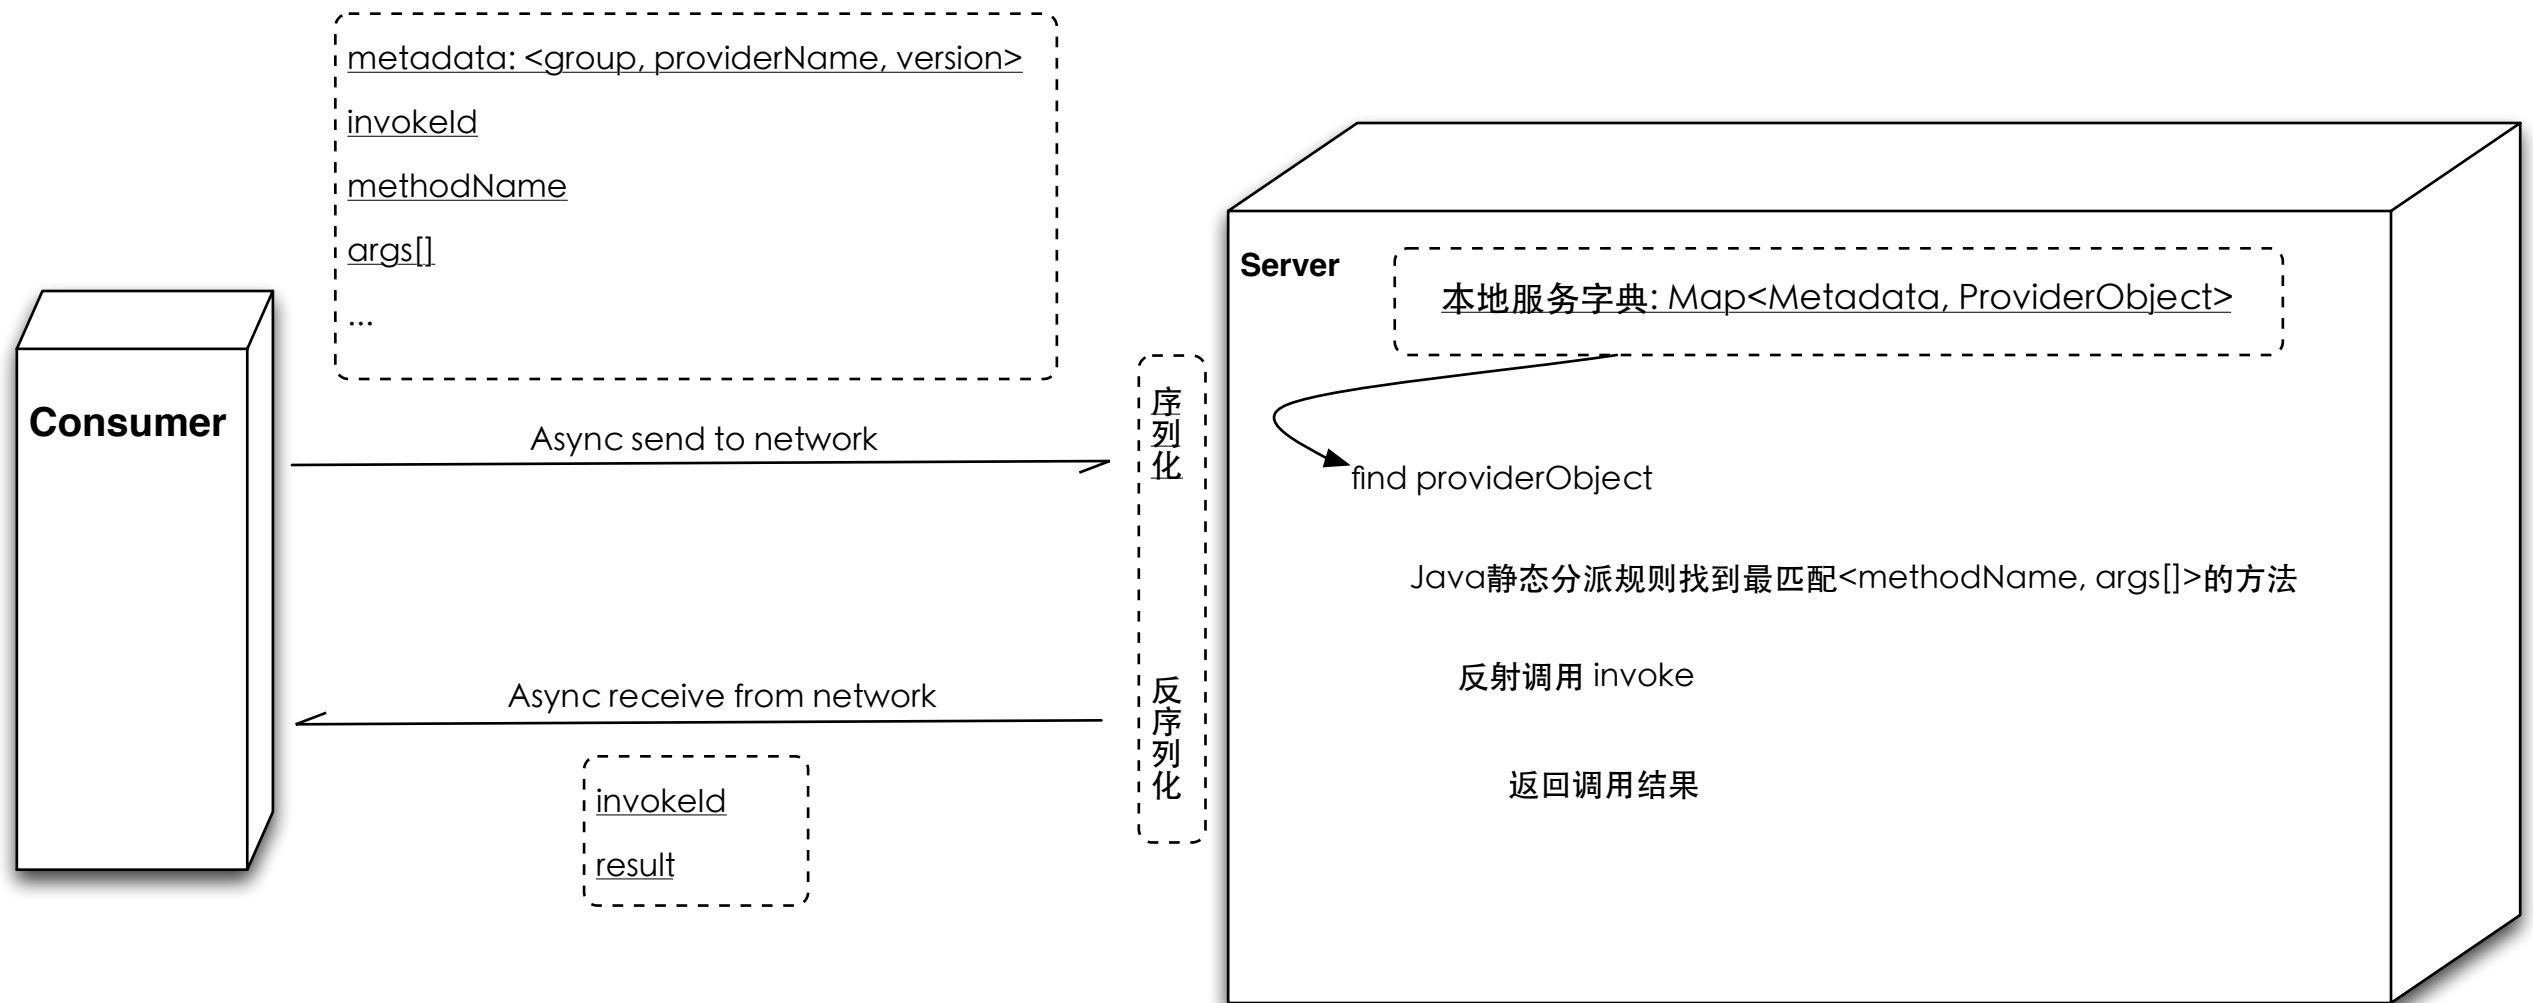 metadata: <group, providerName, version>
invokeId
methodName
args[]
...
Consumer
Async send to network
序列化
反序列化
Async receive from network
invokeId
result
Server
本地服务字典: Map<Metadata, ProviderObject>
find providerObject
Java静态分派规则找到最匹配<methodName, args[]>的方法
反射调用 invoke
返回调用结果